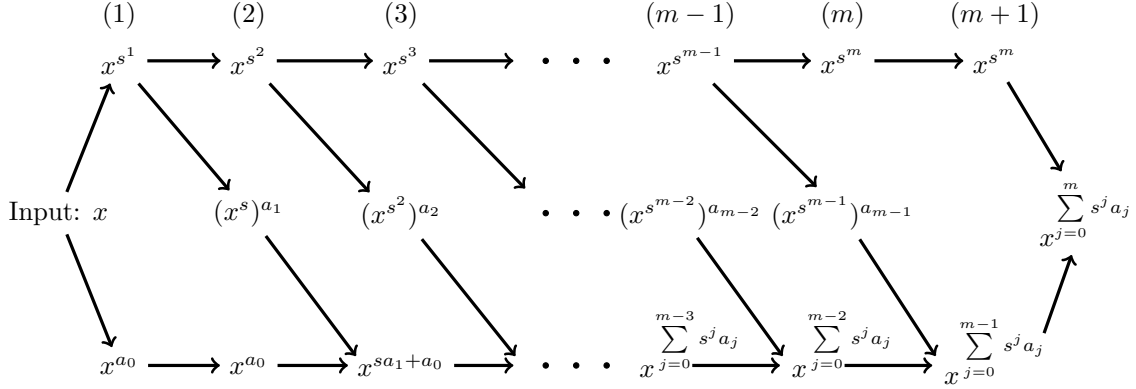 (1) (2) (3) (m − 1) (m) (m + 1)
x^{s^1} x^{s^2} x^{s^3} · · · x^{s^{m−1}} x^{s^m} x^{s^m}
Input: x (x^s)^{a_1} (x^{s^2})^{a_2} · · · (x^{s^{m−2}})^{a_{m−2}} (x^{s^{m−1}})^{a_{m−1}} x^{\sum_{j=0}^{m} s^j a_j}
x^{a_0} x^{a_0} x^{sa_1+a_0} · · · x^{\sum_{j=0}^{m−3} s^j a_j} x^{\sum_{j=0}^{m−2} s^j a_j} x^{\sum_{j=0}^{m−1} s^j a_j}